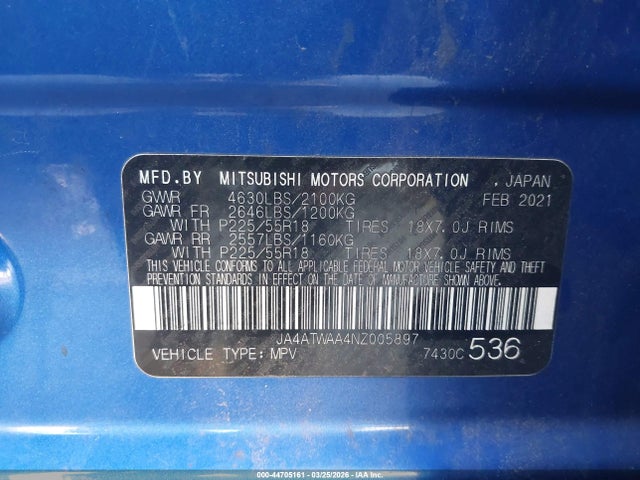 MFD.BY MITSUBISHI MOTORS CORPORATION , JAPAN
GVWR 4630LBS/2100KG FEB 2021
GAWR FR 2646LBS/1200KG
WITH P225/55R18 TIRES 18X7.0J RIMS
GAWR RR 2557LBS/1160KG
WITH P225/55R18 TIRES 18X7.0J RIMS
THIS VEHICLE CONFORMS TO ALL APPLICABLE FEDERAL MOTOR VEHICLE SAFETY AND THEFT
PREVENTION STANDARDS IN EFFECT ON THE DATE OF MANUFACTURE SHOWN ABOVE.
JA4ATWAA4NZ005897
VEHICLE TYPE: MPV 7430C 536
000-44705161 - 03/25/2026 - IAA Inc.